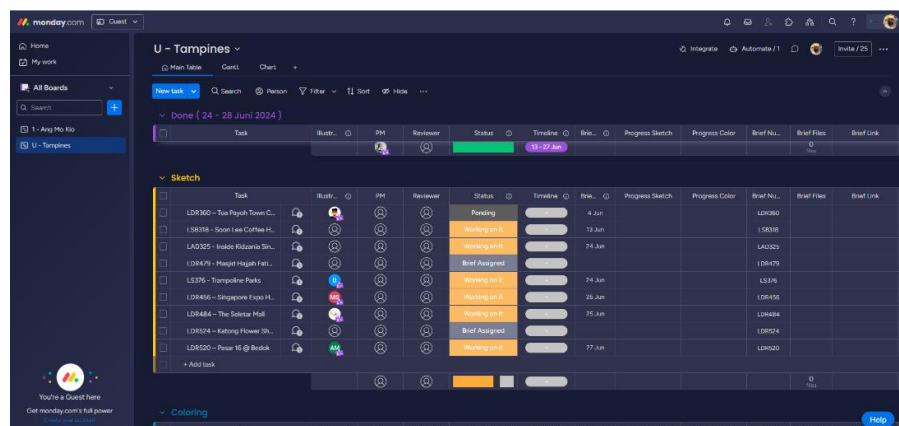 monday.com Guest
Home
My work
All Boards
Search
1 - Ang Mo Kio
U - Tampines
You're a Guest here
Get monday.com's full power
U - Tampines
Integrate Automate / 1 Invite / 25
Main Table Gantt Chart +
New task Search Person Filter Sort Hide
Done ( 24 - 28 Juni 2024 )
Task Illustr... PM Reviewer Status Timeline Brie... Progress Sketch Progress Color Brief Nu... Brief Files Brief Link
13 - 27 Jun 0
files
Sketch
Task Illustr... PM Reviewer Status Timeline Brie... Progress Sketch Progress Color Brief Nu... Brief Files Brief Link
LDR360 – Toa Payoh Town C... Pending - 4 Jun LDR360
LSB318 - Soon Lee Coffee H... Working on it - 13 Jun LSB318
LAD325 - Inside Kidzania Sin... Working on it - 24 Jun LAD325
LDR479 - Masjid Hajjah Fati... Brief Assigned - LDR479
LS376 - Trampoline Parks D Working on it - 24 Jun LS376
LDR456 – Singapore Expo H... MS Working on it - 25 Jun LDR456
LDR484 – The Seletar Mall Working on it - 25 Jun LDR484
LDR524 – Katong Flower Sh... Brief Assigned - LDR524
LDR520 – Pasar 16 @ Bedok AM Working on it - 27 Jun LDR520
+ Add task
- 0
files
Coloring
Help